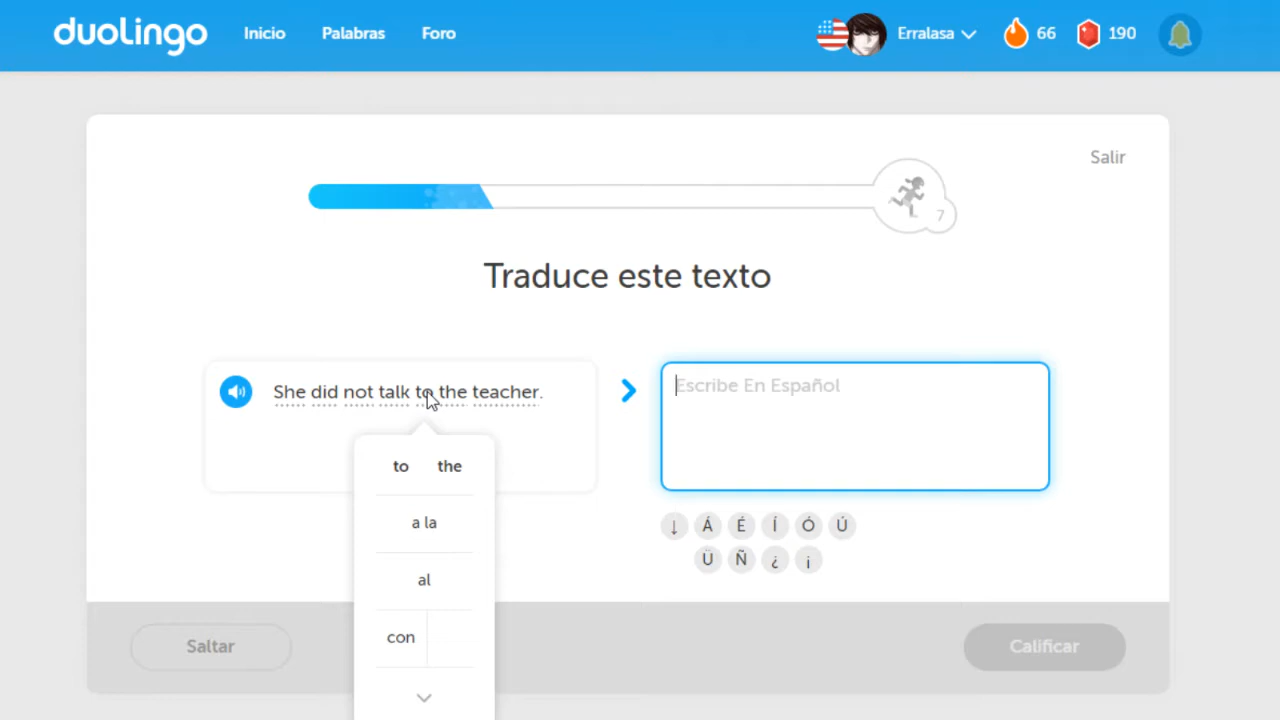 duolingo Inicio Palabras Foro Erralasa 66 190
Salir
7
Traduce este texto
She did not talk to the teacher.
Escribe En Español
to the
a la
al
con
↓ Á É Í Ó Ú
Ü Ñ ¿ ¡
Saltar
Calificar